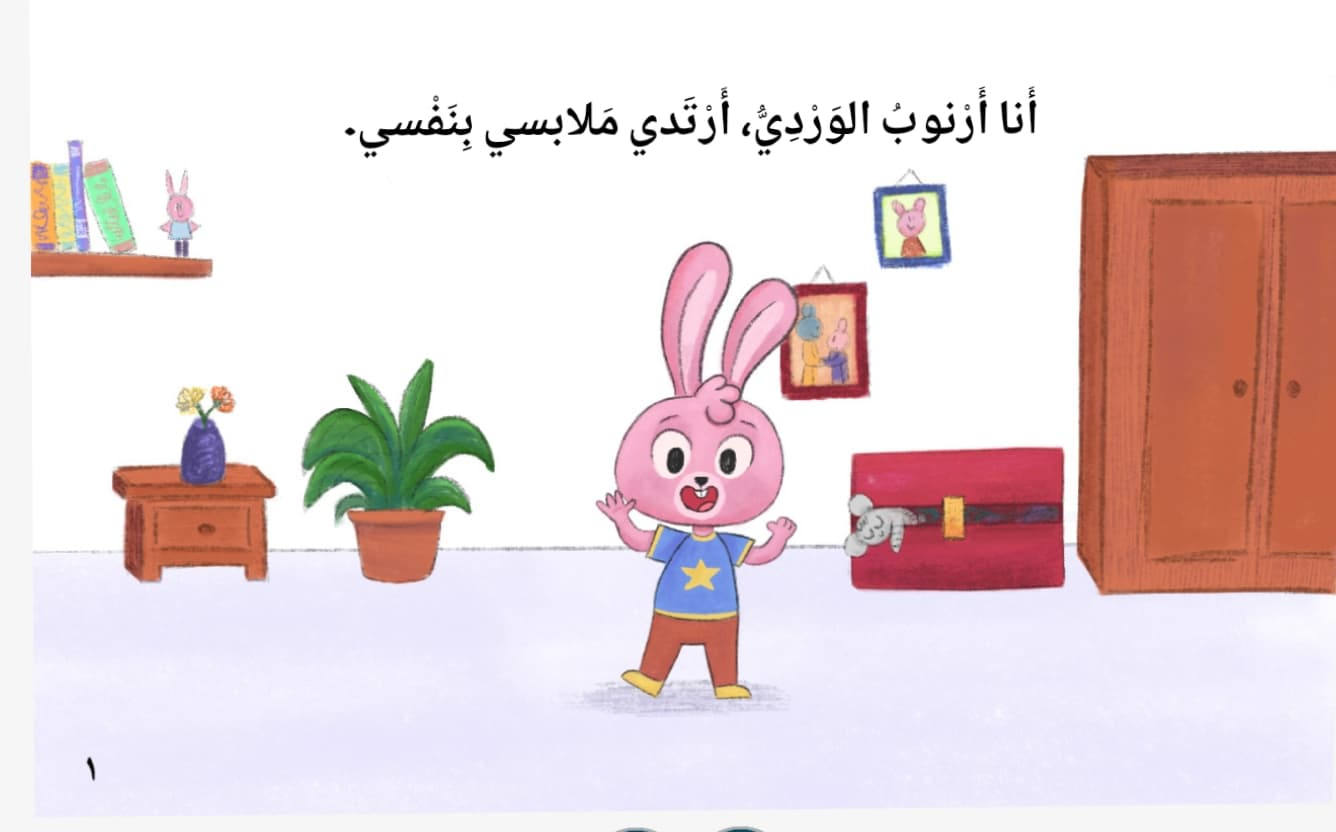 أَنا أَرْنوبُ الوَرْدِيُّ، أَرْتَدي مَلابسي بِنَفْسي.
١